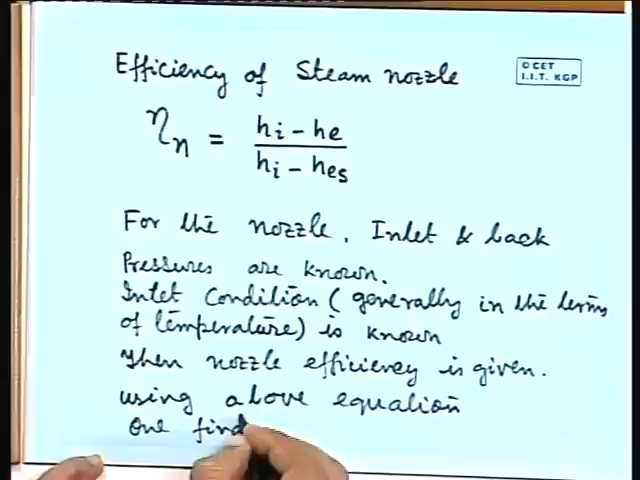 Efficiency of Steam nozzle
© CET
I.I.T. KGP
ηn = hi - he / hi - hes
For the nozzle, Inlet & back
Pressures are known.
Inlet Condition (generally in the terms
of temperature) is known
Then nozzle efficiency is given.
using above equation
One find